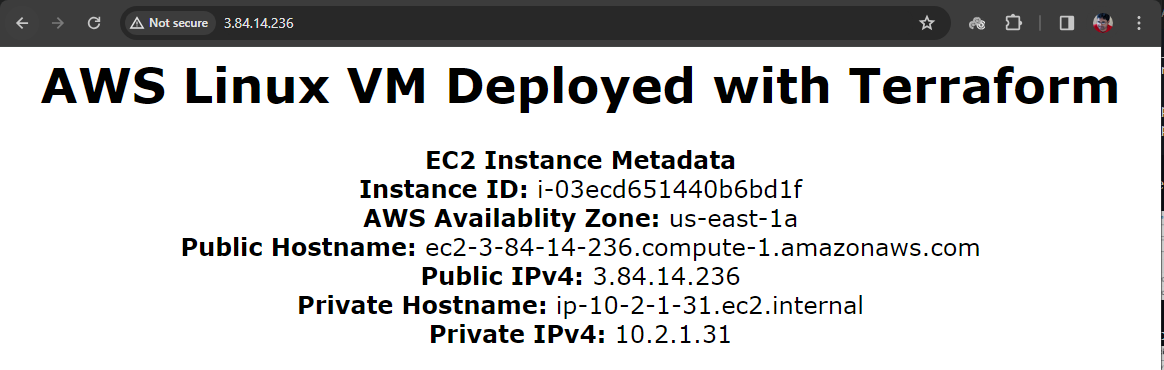 Not secure 3.84.14.236
AWS Linux VM Deployed with Terraform
EC2 Instance Metadata
Instance ID: i-03ecd651440b6bd1f
AWS Availablity Zone: us-east-1a
Public Hostname: ec2-3-84-14-236.compute-1.amazonaws.com
Public IPv4: 3.84.14.236
Private Hostname: ip-10-2-1-31.ec2.internal
Private IPv4: 10.2.1.31